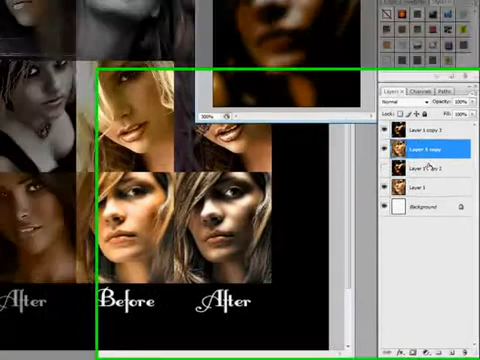 300%
Layers × Channels Paths
Normal Opacity: 100%
Lock: Fill: 100%
Layer 1 copy 3
Layer 1 copy
Layer 1 copy 2
Layer 1
Background
After Before After